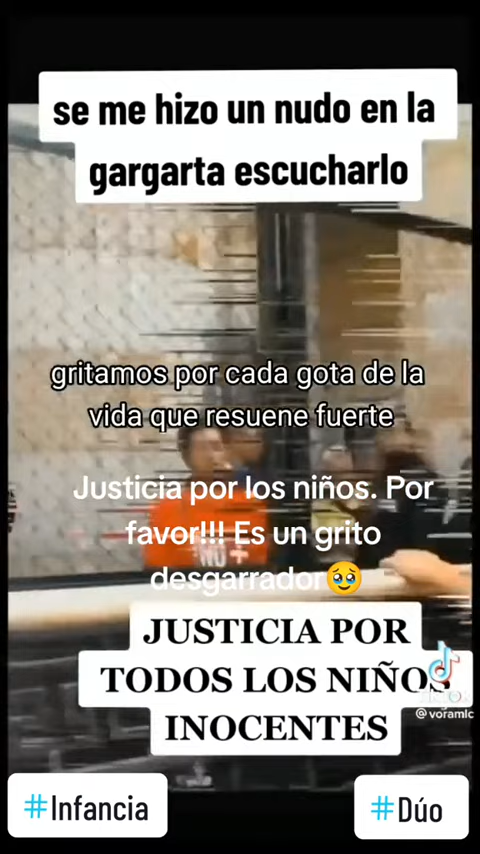 se me hizo un nudo en la
gargarta escucharlo
gritamos por cada gota de la
vida que resuene fuerte
Justicia por los niños. Por
favor!!! Es un grito
desgarrador🥹
NO +
JUSTICIA POR
TODOS LOS NIÑOS
INOCENTES
@voramlc
#Infancia
#Dúo